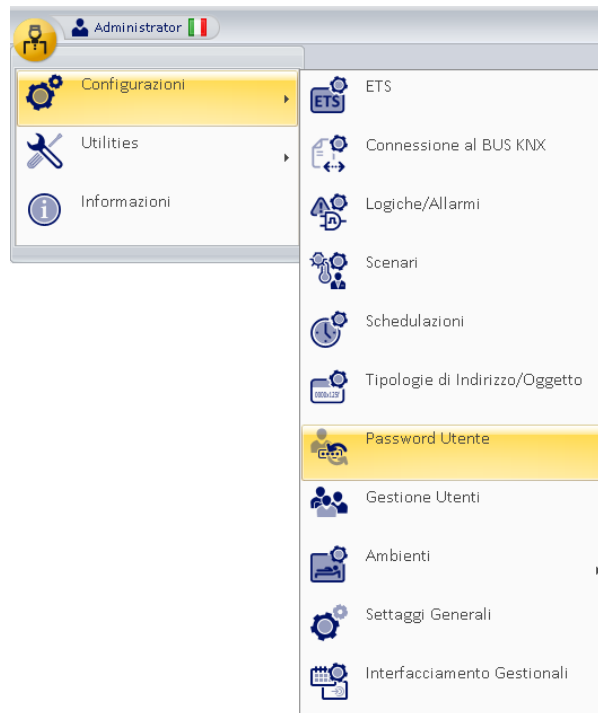 Administrator
Configurazioni
Utilities
Informazioni
ETS
ETS
Connessione al BUS KNX
Logiche/Allarmi
Scenari
Schedulazioni
Tipologie di Indirizzo/Oggetto
Password Utente
Gestione Utenti
Ambienti
Settaggi Generali
Interfacciamento Gestionali